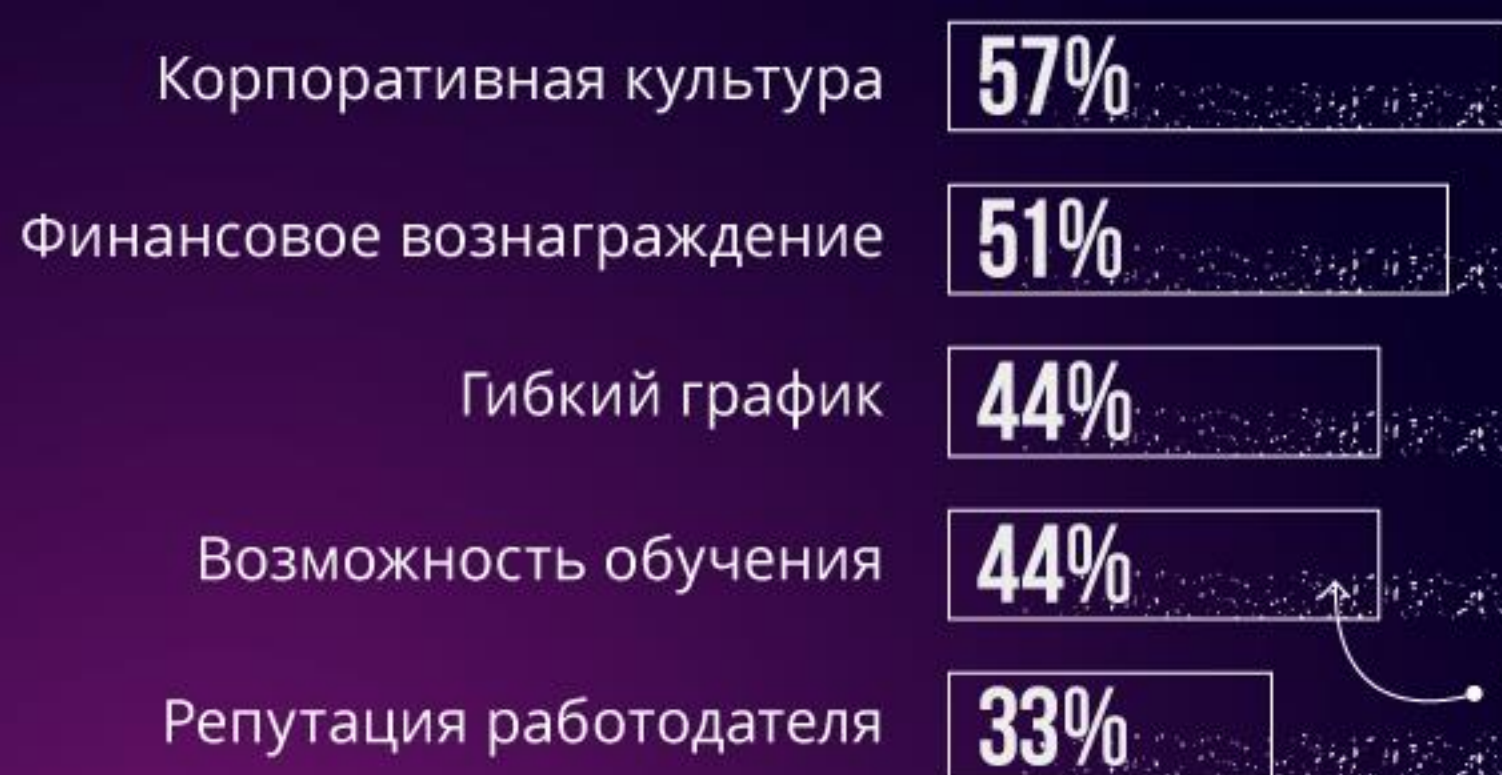 Корпоративная культура 57%
Финансовое вознаграждение 51%
Гибкий график 44%
Возможность обучения 44%
Репутация работодателя 33%